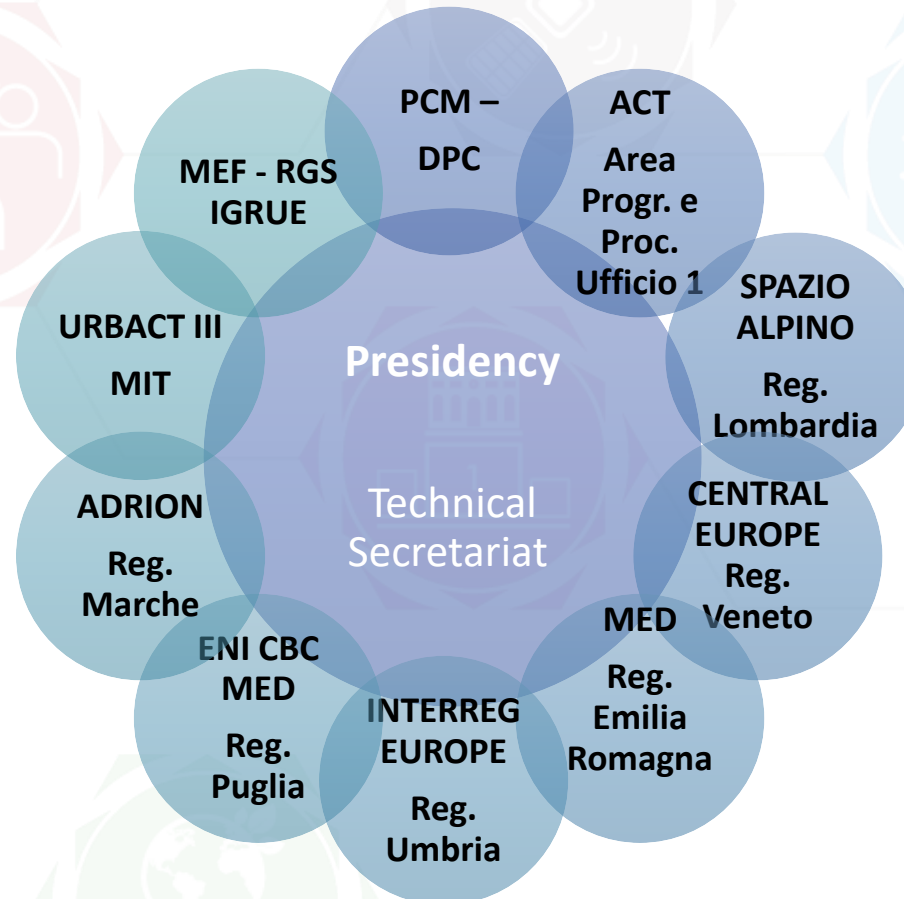 PCM –
DPC
ACT
Area
Progr. e
Proc.
Ufficio 1
SPAZIO
ALPINO
Reg.
Lombardia
CENTRAL
EUROPE
Reg.
Veneto
MED
Reg.
Emilia
Romagna
INTERREG
EUROPE
Reg.
Umbria
ENI CBC
MED
Reg.
Puglia
ADRION
Reg.
Marche
URBACT III
MIT
MEF - RGS
IGRUE
Presidency
Technical
Secretariat